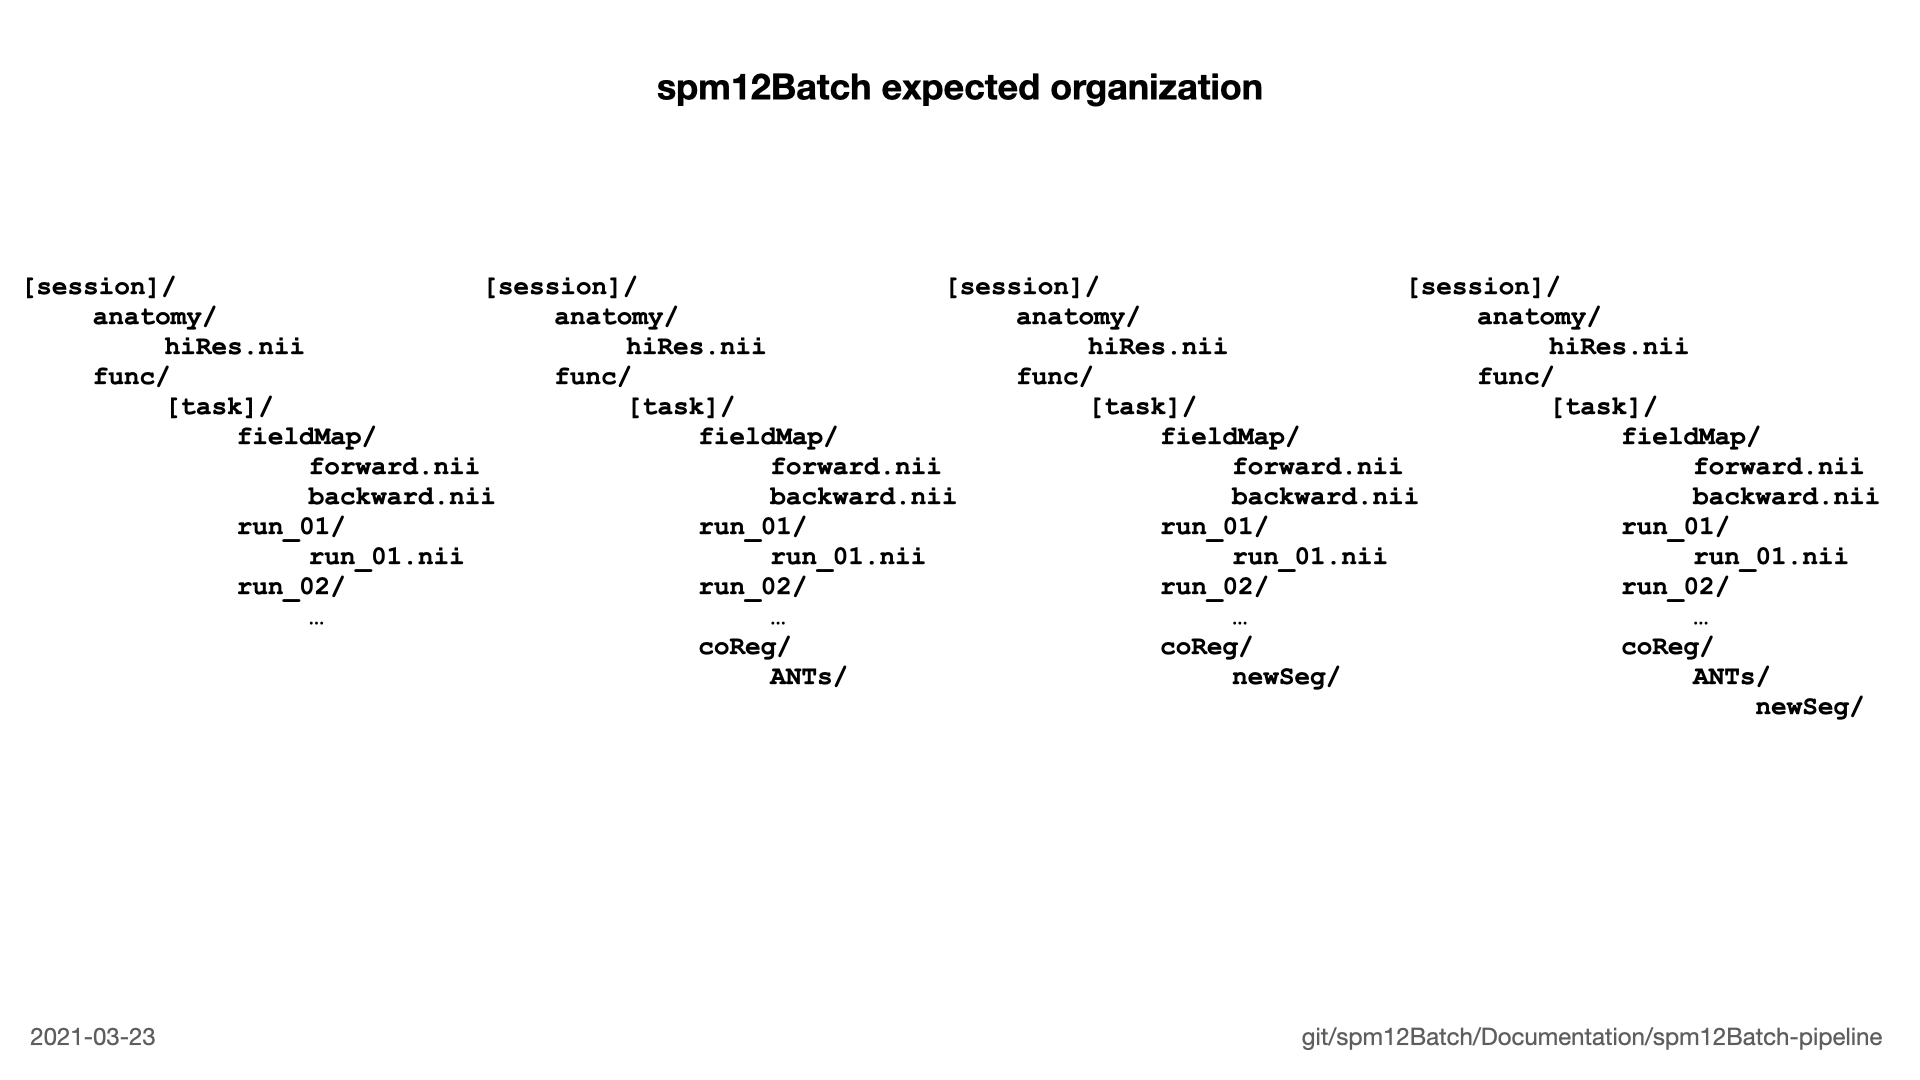 spm12Batch expected organization
[session]/
anatomy/
hiRes.nii
func/
[task]/
fieldMap/
forward.nii
backward.nii
run_01/
run_01.nii
run_02/
…
[session]/
anatomy/
hiRes.nii
func/
[task]/
fieldMap/
forward.nii
backward.nii
run_01/
run_01.nii
run_02/
…
coReg/
ANTs/
[session]/
anatomy/
hiRes.nii
func/
[task]/
fieldMap/
forward.nii
backward.nii
run_01/
run_01.nii
run_02/
…
coReg/
newSeg/
[session]/
anatomy/
hiRes.nii
func/
[task]/
fieldMap/
forward.nii
backward.nii
run_01/
run_01.nii
run_02/
…
coReg/
ANTs/
newSeg/
2021-03-23
git/spm12Batch/Documentation/spm12Batch-pipeline